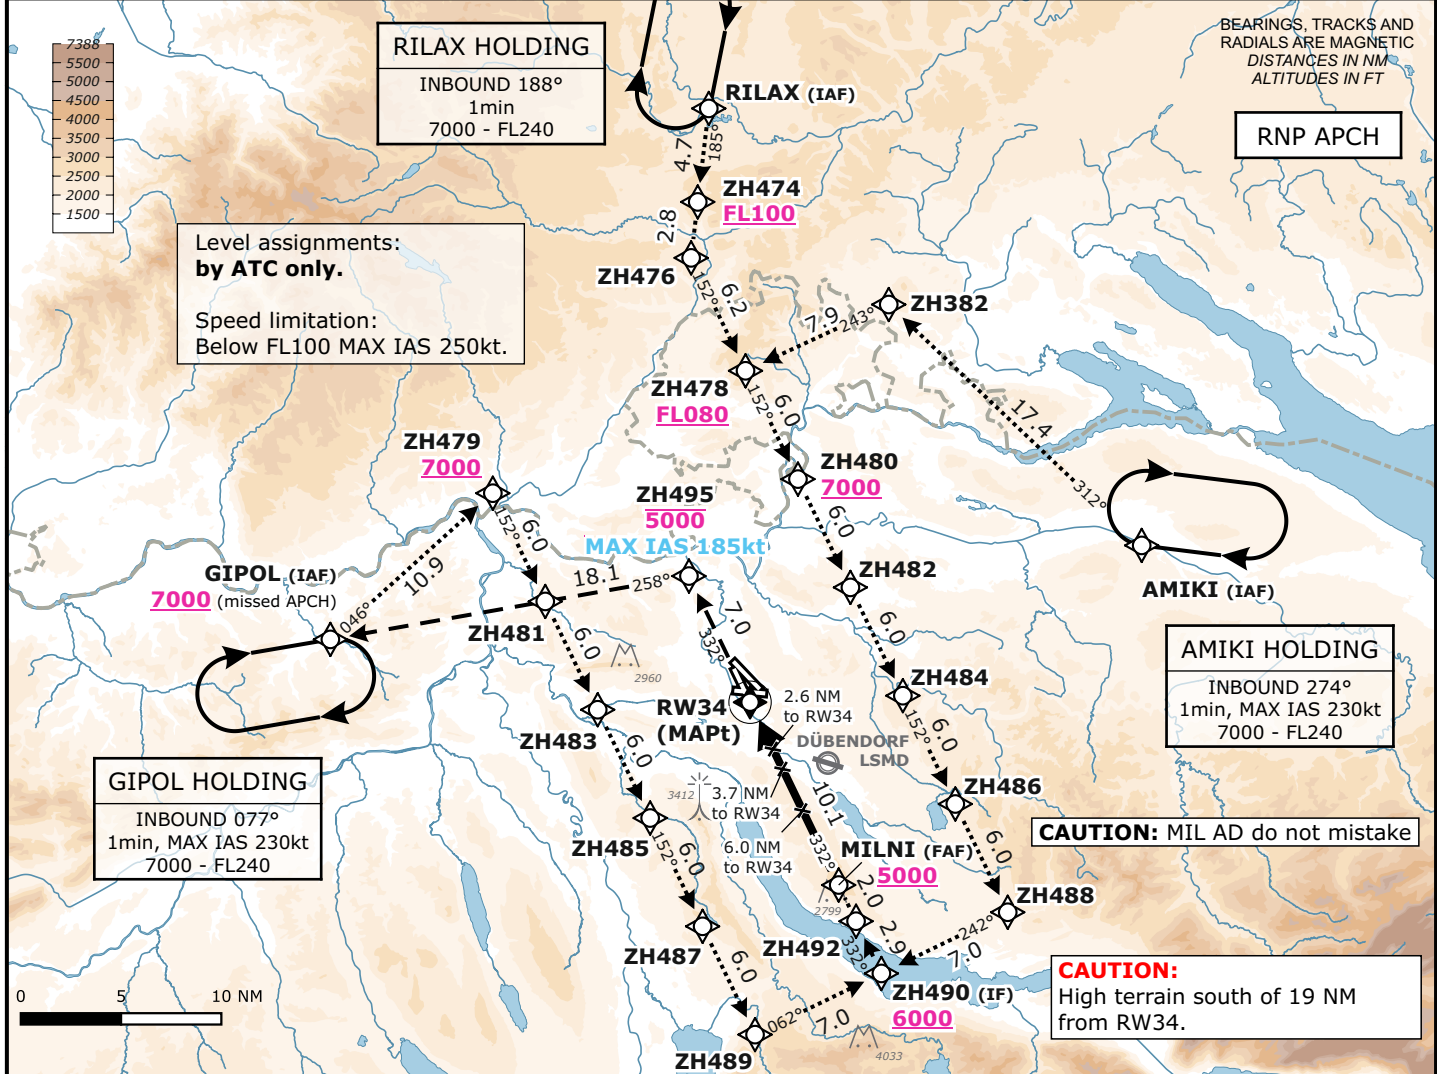 7388
5500
5000
4500
4000
3500
3000
2500
2000
1500
RILAX HOLDING
INBOUND 188°
1min
7000 - FL240
BEARINGS, TRACKS AND
RADIALS ARE MAGNETIC
DISTANCES IN NM
ALTITUDES IN FT
RNP APCH
RILAX (IAF)
185°
4.7
ZH474
FL100
2.8
ZH476
152°
6.2
Level assignments:
by ATC only.
Speed limitation:
Below FL100 MAX IAS 250kt.
ZH382
243°
7.9
ZH478
FL080
152°
6.0
17.4
312°
ZH479
7000
152°
6.0
ZH480
7000
6.0
ZH495
5000
MAX IAS 185kt
GIPOL (IAF)
7000 (missed APCH)
046°
10.9
18.1
258°
ZH482
6.0
AMIKI (IAF)
ZH481
6.0
7.0
332°
2960
AMIKI HOLDING
INBOUND 274°
1min, MAX IAS 230kt
7000 - FL240
ZH484
152°
6.0
RW34
(MAPt)
2.6 NM
to RW34
DÜBENDORF
LSMD
ZH483
6.0
GIPOL HOLDING
INBOUND 077°
1min, MAX IAS 230kt
7000 - FL240
3412
3.7 NM
to RW34
10.1
ZH486
6.0
CAUTION: MIL AD do not mistake
ZH485
152°
6.0
6.0 NM
to RW34
332°
MILNI (FAF)
5000
2799
2.0
ZH488
242°
7.0
ZH487
6.0
ZH492
2.9
332°
ZH490 (IF)
6000
CAUTION:
High terrain south of 19 NM
from RW34.
0
5
10 NM
062°
7.0
ZH489
4033